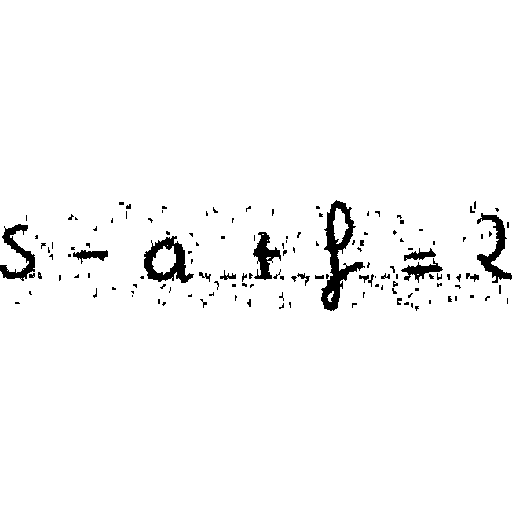 s - a + f = 2